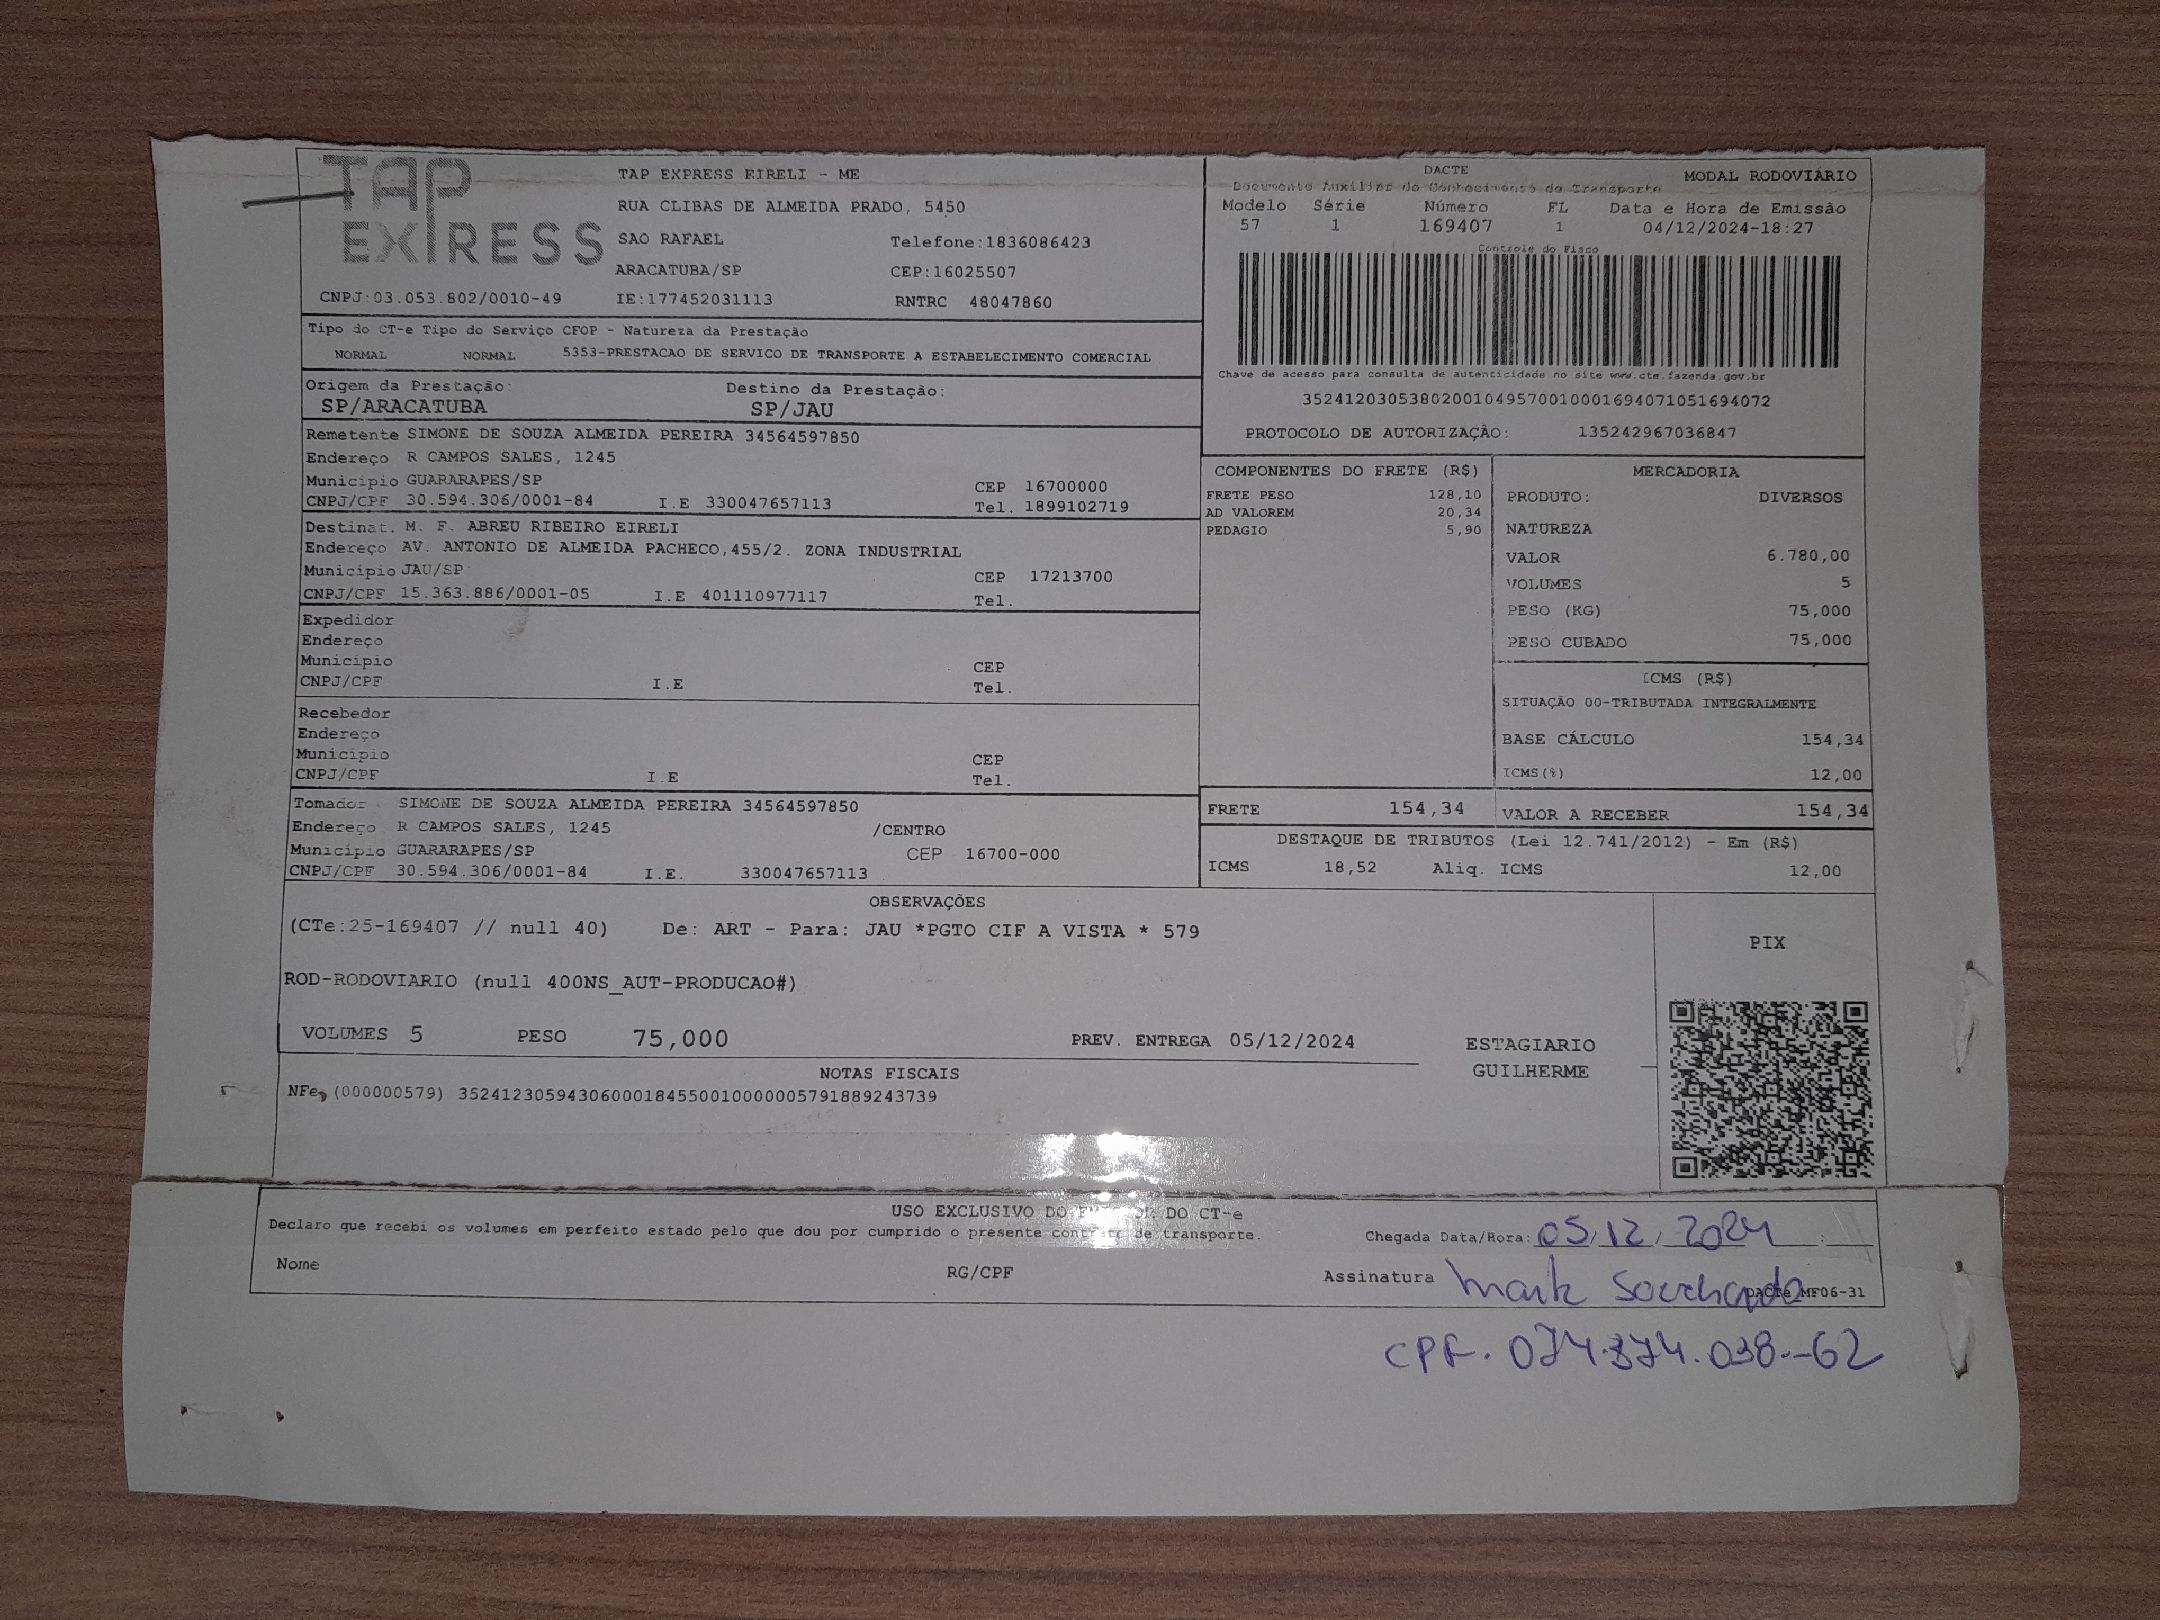 TAP EXPRESS
TAP EXPRESS EIRELI - ME
RUA CLIBAS DE ALMEIDA PRADO, 5450
SAO RAFAEL Telefone:1836086423
ARACATUBA/SP CEP:16025507
CNPJ:03.053.802/0010-49 IE:177452031113 RNTRC 48047860
DACTE MODAL RODOVIÁRIO
Documento Auxiliar do Conhecimento de Transporte
Modelo Série Número FL Data e Hora de Emissão
57 1 169407 1 04/12/2024-18:27
Controle do Fisco
Chave de acesso para consulta de autenticidade no site www.cte.fazenda.gov.br
35241203053802001049570010001694071051694072
PROTOCOLO DE AUTORIZAÇÃO: 135242967036847
Tipo do CT-e Tipo do Serviço CFOP - Natureza da Prestação
NORMAL NORMAL 5353-PRESTACAO DE SERVICO DE TRANSPORTE A ESTABELECIMENTO COMERCIAL
Origem da Prestação: Destino da Prestação:
SP/ARACATUBA SP/JAU
Remetente SIMONE DE SOUZA ALMEIDA PEREIRA 34564597850
Endereço R CAMPOS SALES, 1245
Município GUARARAPES/SP CEP 16700000
CNPJ/CPF 30.594.306/0001-84 I.E 330047657113 Tel. 1899102719
Destinat. M. F. ABREU RIBEIRO EIRELI
Endereço AV. ANTONIO DE ALMEIDA PACHECO,455/2. ZONA INDUSTRIAL
Município JAU/SP CEP 17213700
CNPJ/CPF 15.363.886/0001-05 I.E 401110977117 Tel.
Expedidor
Endereço
Município CEP
CNPJ/CPF I.E Tel.
Recebedor
Endereço
Município CEP
CNPJ/CPF I.E Tel.
Tomador SIMONE DE SOUZA ALMEIDA PEREIRA 34564597850
Endereço R CAMPOS SALES, 1245 /CENTRO
Município GUARARAPES/SP CEP 16700-000
CNPJ/CPF 30.594.306/0001-84 I.E. 330047657113
COMPONENTES DO FRETE (R$)
FRETE PESO 128,10
AD VALOREM 20,34
PEDAGIO 5,90
MERCADORIA
PRODUTO: DIVERSOS
NATUREZA
VALOR 6.780,00
VOLUMES 5
PESO (KG) 75,000
PESO CUBADO 75,000
ICMS (R$)
SITUAÇÃO 00-TRIBUTADA INTEGRALMENTE
BASE CÁLCULO 154,34
ICMS(%) 12,00
FRETE 154,34 VALOR A RECEBER 154,34
DESTAQUE DE TRIBUTOS (Lei 12.741/2012) - Em (R$)
ICMS 18,52 Aliq. ICMS 12,00
OBSERVAÇÕES
(CTe:25-169407 // null 40) De: ART - Para: JAU *PGTO CIF A VISTA * 579
ROD-RODOVIARIO (null 400NS_AUT-PRODUCAO#)
PIX
VOLUMES 5 PESO 75,000 PREV. ENTREGA 05/12/2024 ESTAGIARIO
GUILHERME
NOTAS FISCAIS
NFe, (000000579) 35241230594306000184550010000005791889243739
USO EXCLUSIVO DO DO CT-e
Declaro que recebi os volumes em perfeito estado pelo que dou por cumprido o presente de transporte.
Chegada Data/Hora: 05/12/2024 :
Nome RG/CPF Assinatura Mark
DACTe MF06-31
CPF. 074.374.038-62